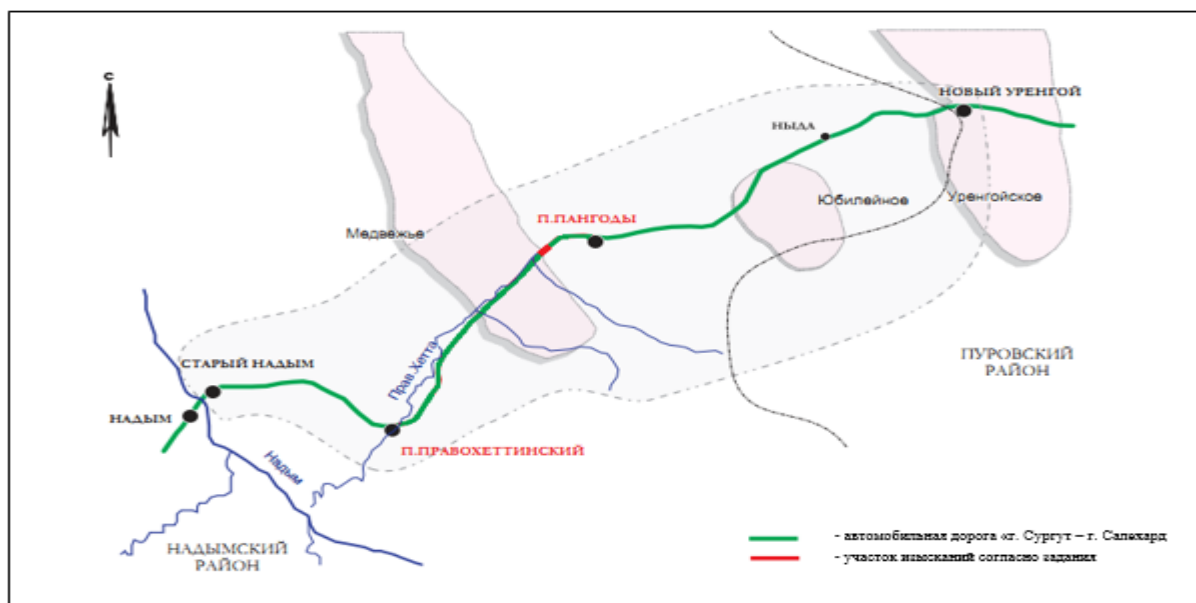 с
НОВЫЙ УРЕНГОЙ
НЫДА
Юбилейное
Уренгойское
П.ПАНГОДЫ
Медвежье
ПУРОВСКИЙ
РАЙОН
СТАРЫЙ НАДЫМ
Прав.Хетта
НАДЫМ
П.ПРАВОХЕТТИНСКИЙ
Надым
НАДЫМСКИЙ
РАЙОН
- автомобильная дорога «г. Сургут – г. Салехард
- участок изысканий согласно задания